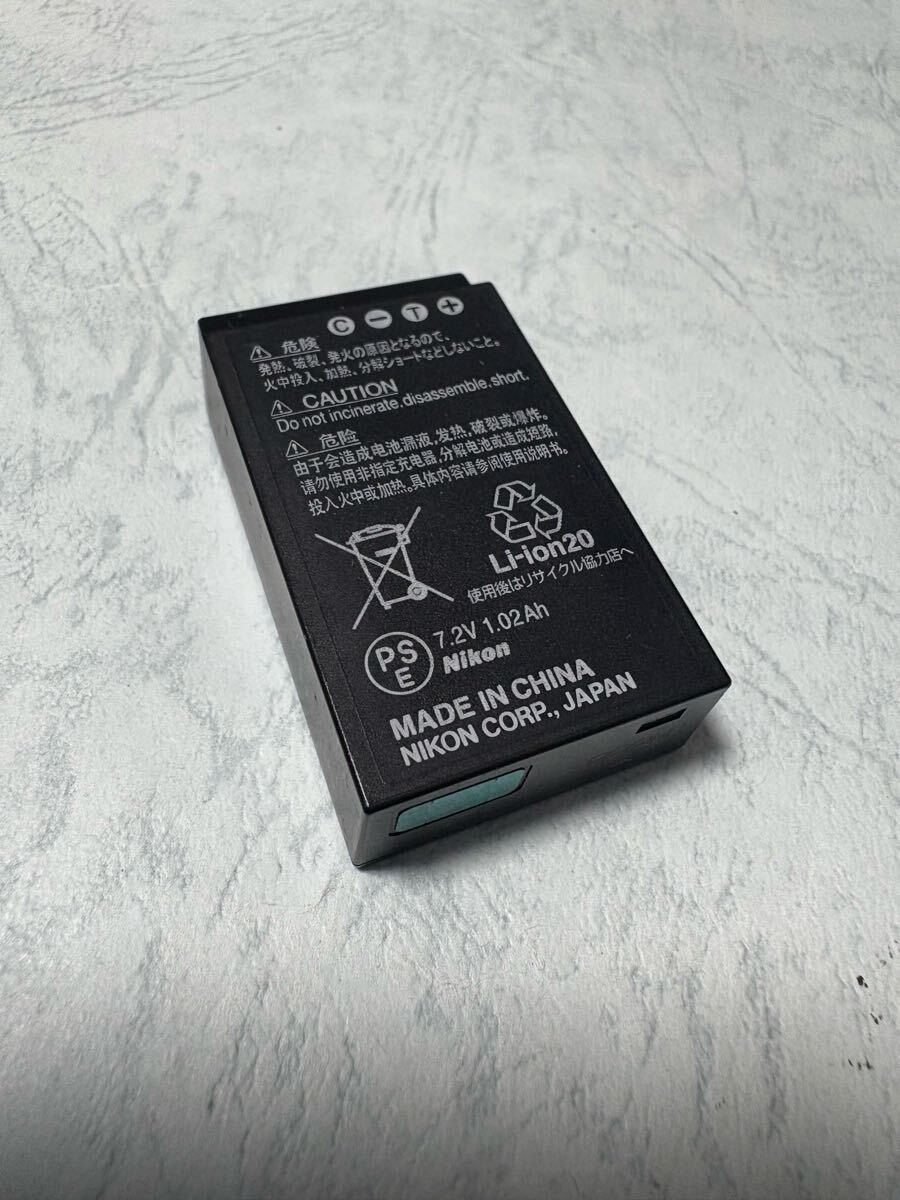 C − T +
⚠ 危険
発熱、破裂、発火の原因となるので、
火中投入、加熱、分解ショートなどしないこと。
⚠ CAUTION
Do not incinerate.disassemble.short.
⚠ 危险
由于会造成电池漏液,发热,破裂或爆炸。
请勿使用非指定充电器,分解电池或造成短路,
投入火中或加热。具体内容请参阅使用说明书。
Li-ion20
使用後はリサイクル協力店へ
PSE
7.2V 1.02Ah
Nikon
MADE IN CHINA
NIKON CORP., JAPAN